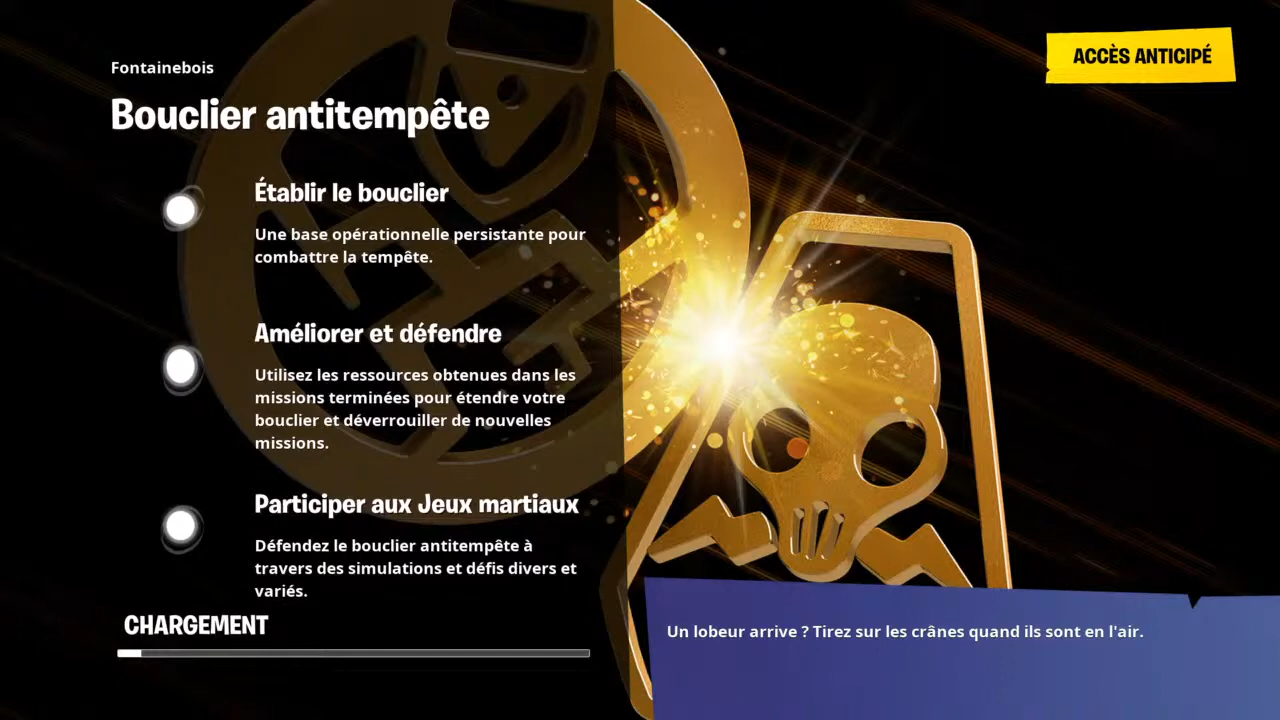 Fontainebois
Bouclier antitempête
ACCÈS ANTICIPÉ
Établir le bouclier
Une base opérationnelle persistante pour
combattre la tempête.
Améliorer et défendre
Utilisez les ressources obtenues dans les
missions terminées pour étendre votre
bouclier et déverrouiller de nouvelles
missions.
Participer aux Jeux martiaux
Défendez le bouclier antitempête à
travers des simulations et défis divers et
variés.
CHARGEMENT
Un lobeur arrive ? Tirez sur les crânes quand ils sont en l'air.